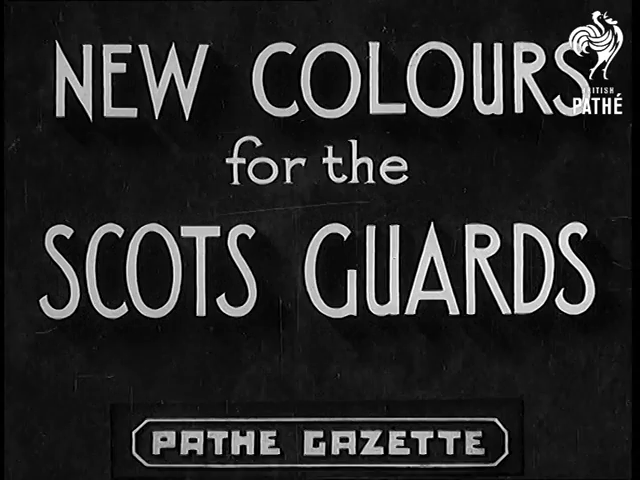 NEW COLOURS
for the
SCOTS GUARDS
PATHE GAZETTE
BRITISH
PATHÉ